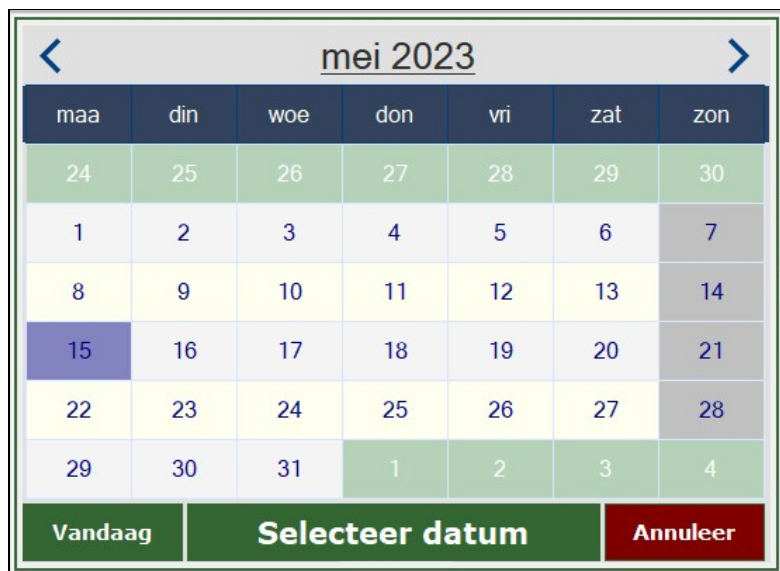 mei 2023
maa din woe don vri zat zon
24 25 26 27 28 29 30
1 2 3 4 5 6 7
8 9 10 11 12 13 14
15 16 17 18 19 20 21
22 23 24 25 26 27 28
29 30 31 1 2 3 4
Vandaag Selecteer datum Annuleer